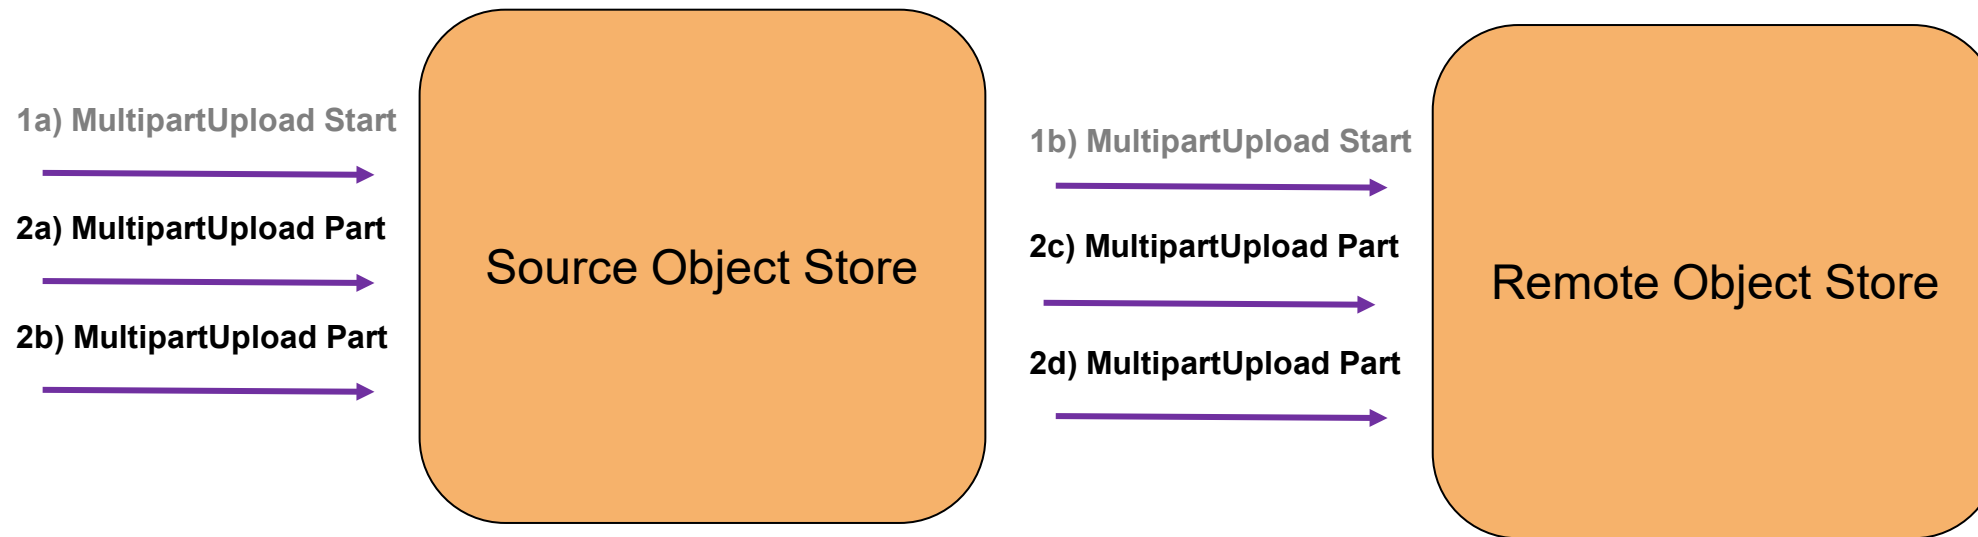 1a) MultipartUpload Start
2a) MultipartUpload Part
2b) MultipartUpload Part
Source Object Store
1b) MultipartUpload Start
2c) MultipartUpload Part
2d) MultipartUpload Part
Remote Object Store